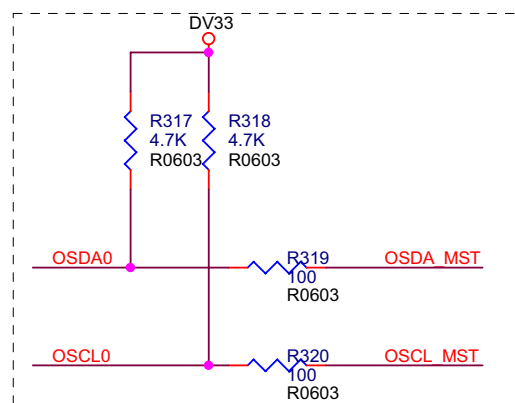 DV33
R317
4.7K
R0603
R318
4.7K
R0603
OSDA0
R319
100
R0603
OSDA_MST
OSCL0
R320
100
R0603
OSCL_MST